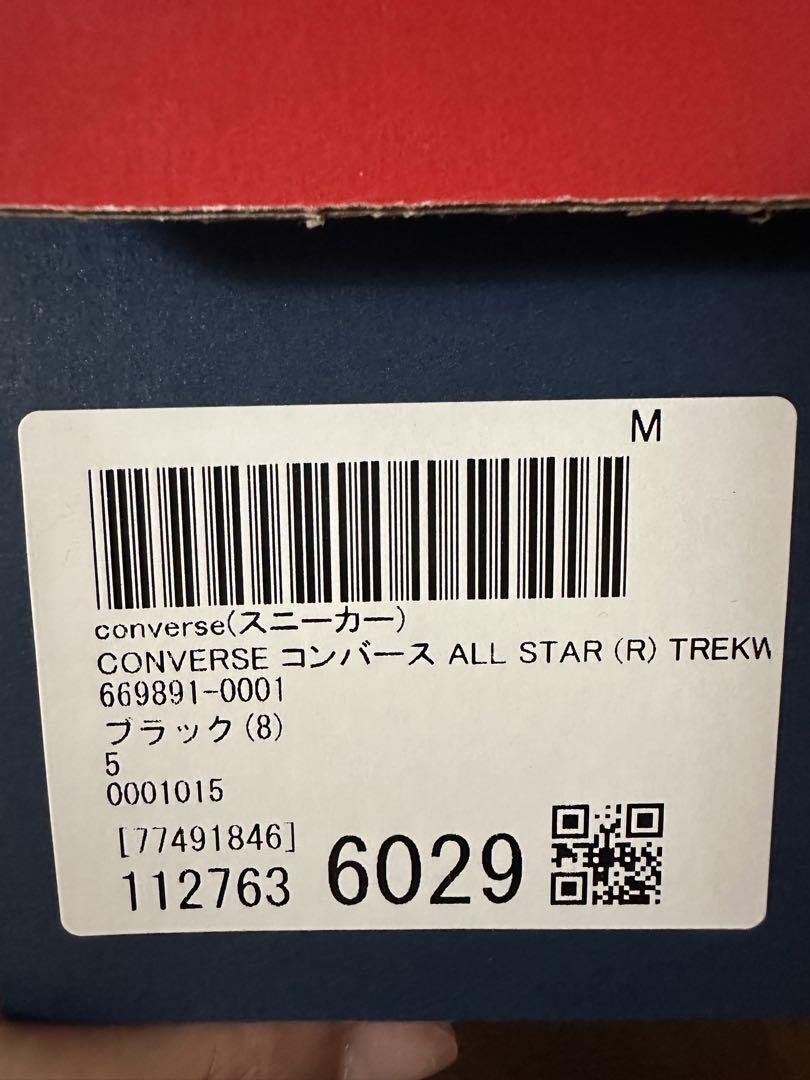 M
converse(スニーカー)
CONVERSE コンバース ALL STAR (R) TREKW
669891-0001
ブラック(8)
5
0001015
[77491846]
112763 6029